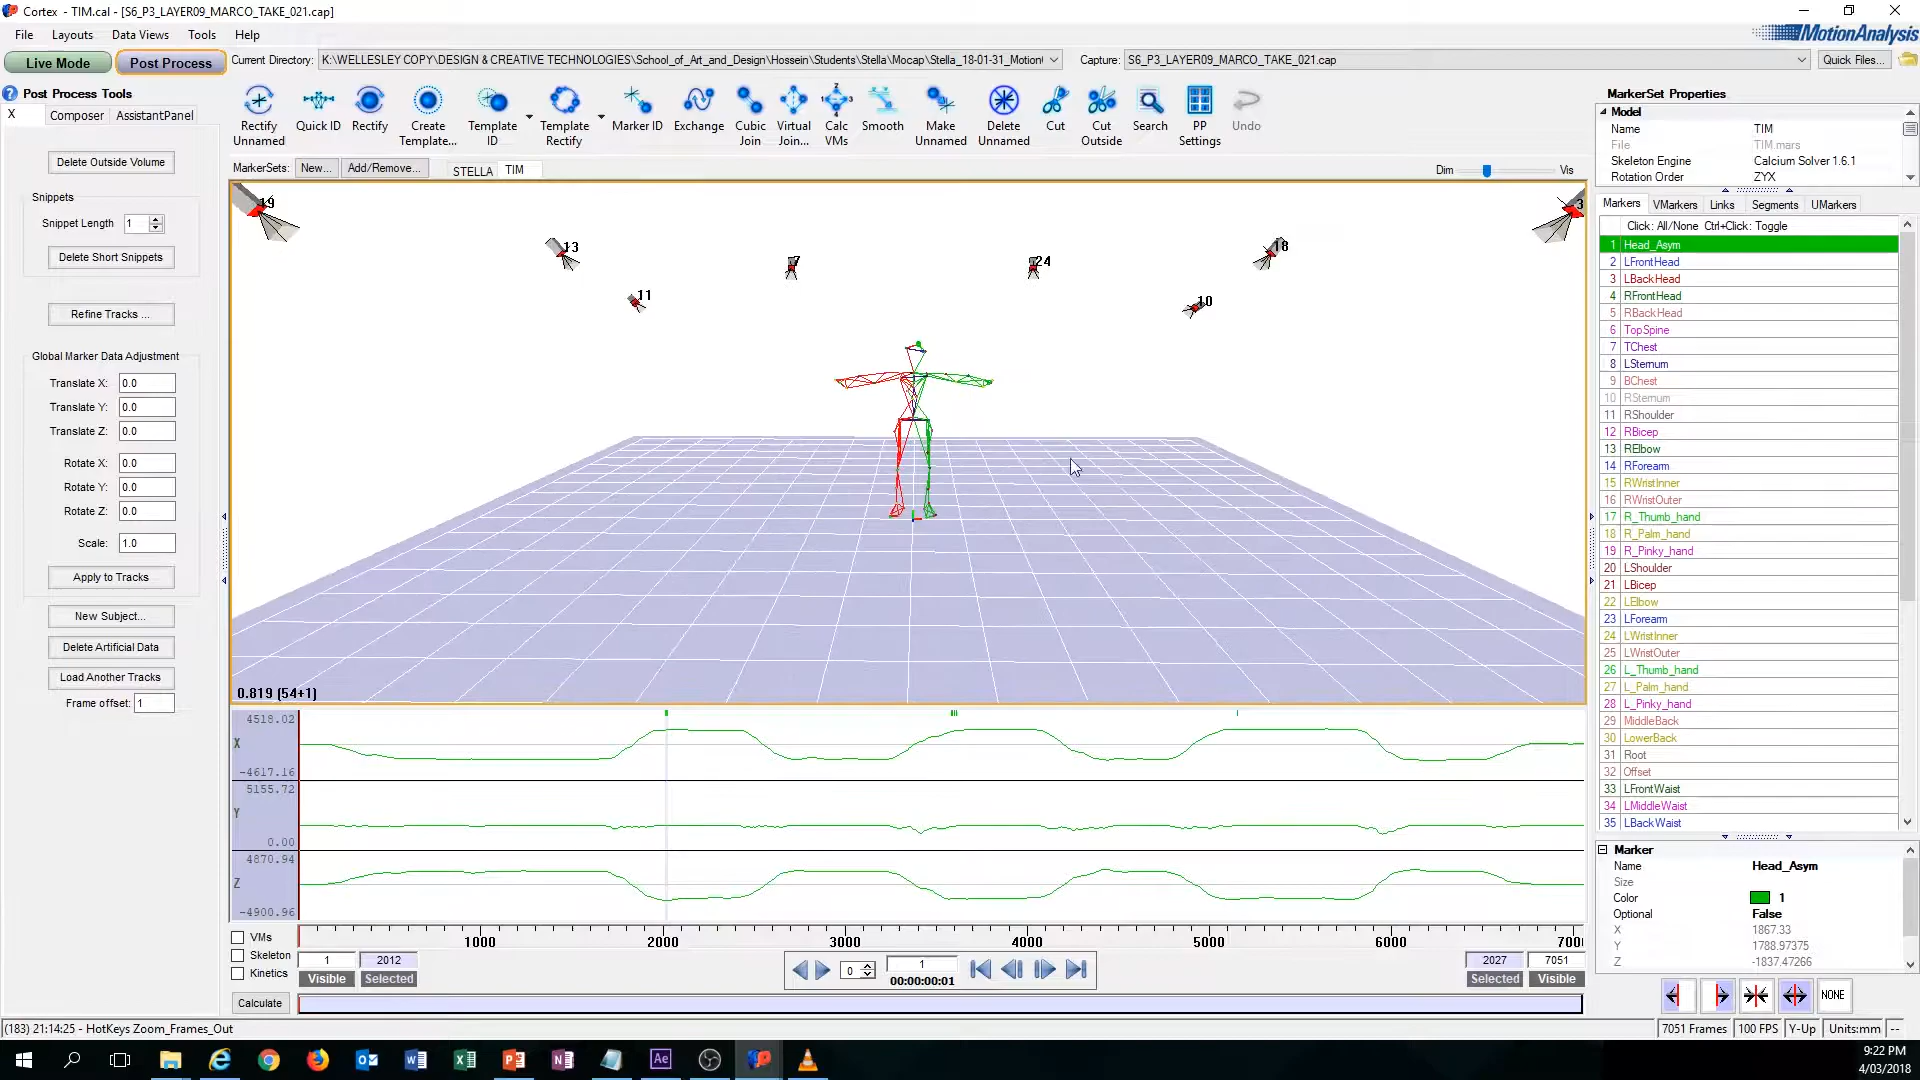 Cortex - TIM.cal - [S6_P3_LAYER09_MARCO_TAKE_021.cap]
File Layouts Data Views Tools Help
MotionAnalysis
Live Mode Post Process Current Directory: K:\WELLESLEY COPY\DESIGN & CREATIVE TECHNOLOGIES\School_of_Art_and_Design\Hossein\Students\Stella\Mocap\Stella_18-01-31_Motion( Capture: S6_P3_LAYER09_MARCO_TAKE_021.cap Quick Files...
Post Process Tools
X Composer AssistantPanel
Rectify Unnamed Quick ID Rectify Create Template... Template ID Template Rectify Marker ID Exchange Cubic Join Virtual Join... Calc VMs Smooth Make Unnamed Delete Unnamed Cut Cut Outside Search PP Settings Undo
MarkerSets: New... Add/Remove... STELLA TIM Dim Vis
Delete Outside Volume
Snippets
Snippet Length 1
Delete Short Snippets
Refine Tracks ...
Global Marker Data Adjustment
Translate X: 0.0
Translate Y: 0.0
Translate Z: 0.0
Rotate X: 0.0
Rotate Y: 0.0
Rotate Z: 0.0
Scale: 1.0
Apply to Tracks
New Subject...
Delete Artificial Data
Load Another Tracks
Frame offset: 1
19 13 7 24 18 3
11 10
0.819 (54+1)
4518.02
X
-4617.16
5155.72
Y
0.00
4870.94
Z
-4900.96
VMs
Skeleton
Kinetics
1000 2000 3000 4000 5000 6000 700
1 2012
Visible Selected
0 1
00:00:00:01
2027 7051
Selected Visible
Calculate
MarkerSet Properties
Model
Name TIM
File TIM.mars
Skeleton Engine Calcium Solver 1.6.1
Rotation Order ZYX
Markers VMarkers Links Segments UMarkers
Click: All/None Ctrl+Click: Toggle
1 Head_Asym
2 LFrontHead
3 LBackHead
4 RFrontHead
5 RBackHead
6 TopSpine
7 TChest
8 LSternum
9 BChest
10 RSternum
11 RShoulder
12 RBicep
13 RElbow
14 RForearm
15 RWristInner
16 RWristOuter
17 R_Thumb_hand
18 R_Palm_hand
19 R_Pinky_hand
20 LShoulder
21 LBicep
22 LElbow
23 LForearm
24 LWristInner
25 LWristOuter
26 L_Thumb_hand
27 L_Palm_hand
28 L_Pinky_hand
29 MiddleBack
30 LowerBack
31 Root
32 Offset
33 LFrontWaist
34 LMiddleWaist
35 LBackWaist
Marker
Name Head_Asym
Size
Color 1
Optional False
X 1867.33
Y 1788.97375
Z -1837.47266
NONE
(183) 21:14:25 - HotKeys Zoom_Frames_Out
7051 Frames 100 FPS Y-Up Units:mm --
9:22 PM
4/03/2018